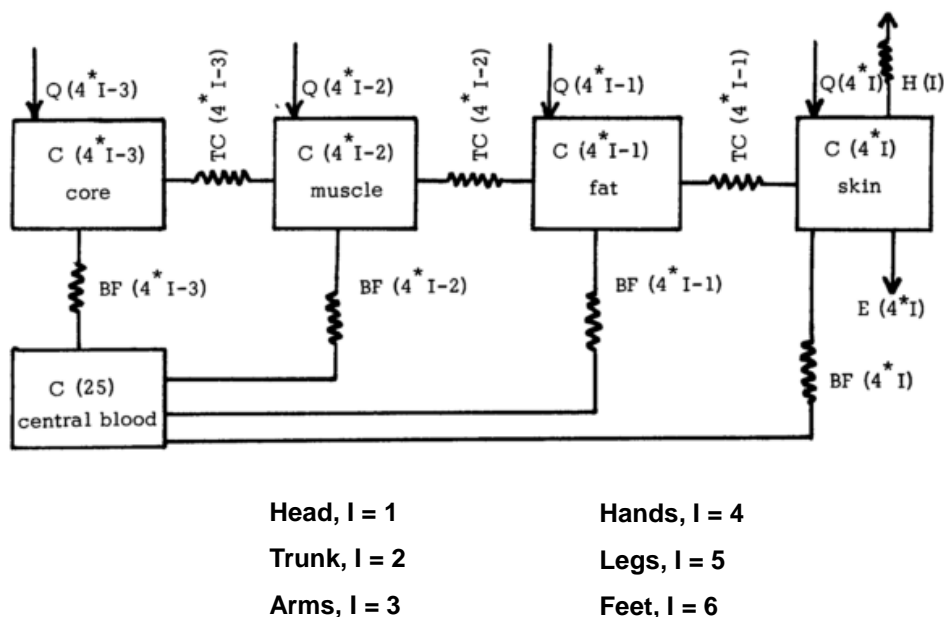 Q (4*I-3)
TC (4*I-3)
Q (4*I-2)
TC (4*I-2)
Q (4*I-1)
TC (4*I-1)
Q (4*I)
H (I)
C (4*I-3)
core
C (4*I-2)
muscle
C (4*I-1)
fat
C (4*I)
skin
BF (4*I-3)
BF (4*I-2)
BF (4*I-1)
E (4*I)
BF (4*I)
C (25)
central blood
Head, I = 1
Hands, I = 4
Trunk, I = 2
Legs, I = 5
Arms, I = 3
Feet, I = 6